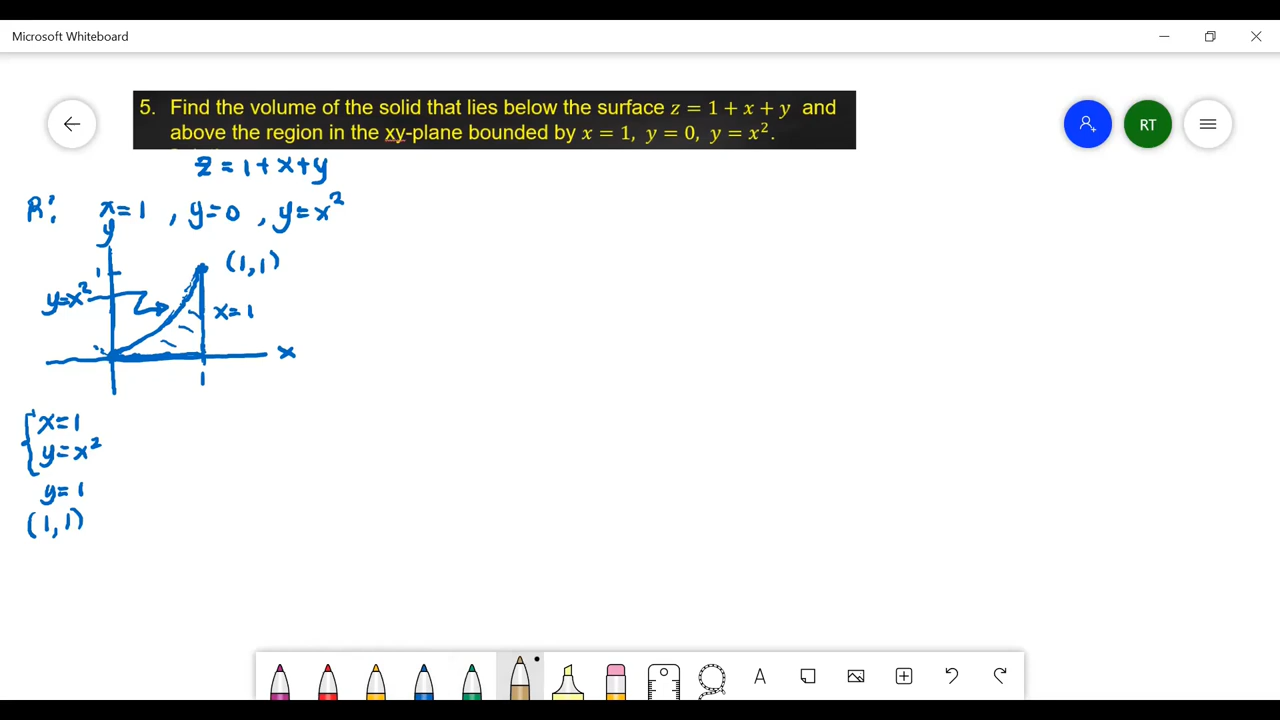 Microsoft Whiteboard
5. Find the volume of the solid that lies below the surface z = 1 + x + y and
above the region in the xy-plane bounded by x = 1, y = 0, y = x².
RT
z = 1 + x + y
R: x = 1 , y = 0 , y = x²
y
(1,1)
1
y=x²
x=1
x
1
x=1
y=x²
y=1
(1,1)
A